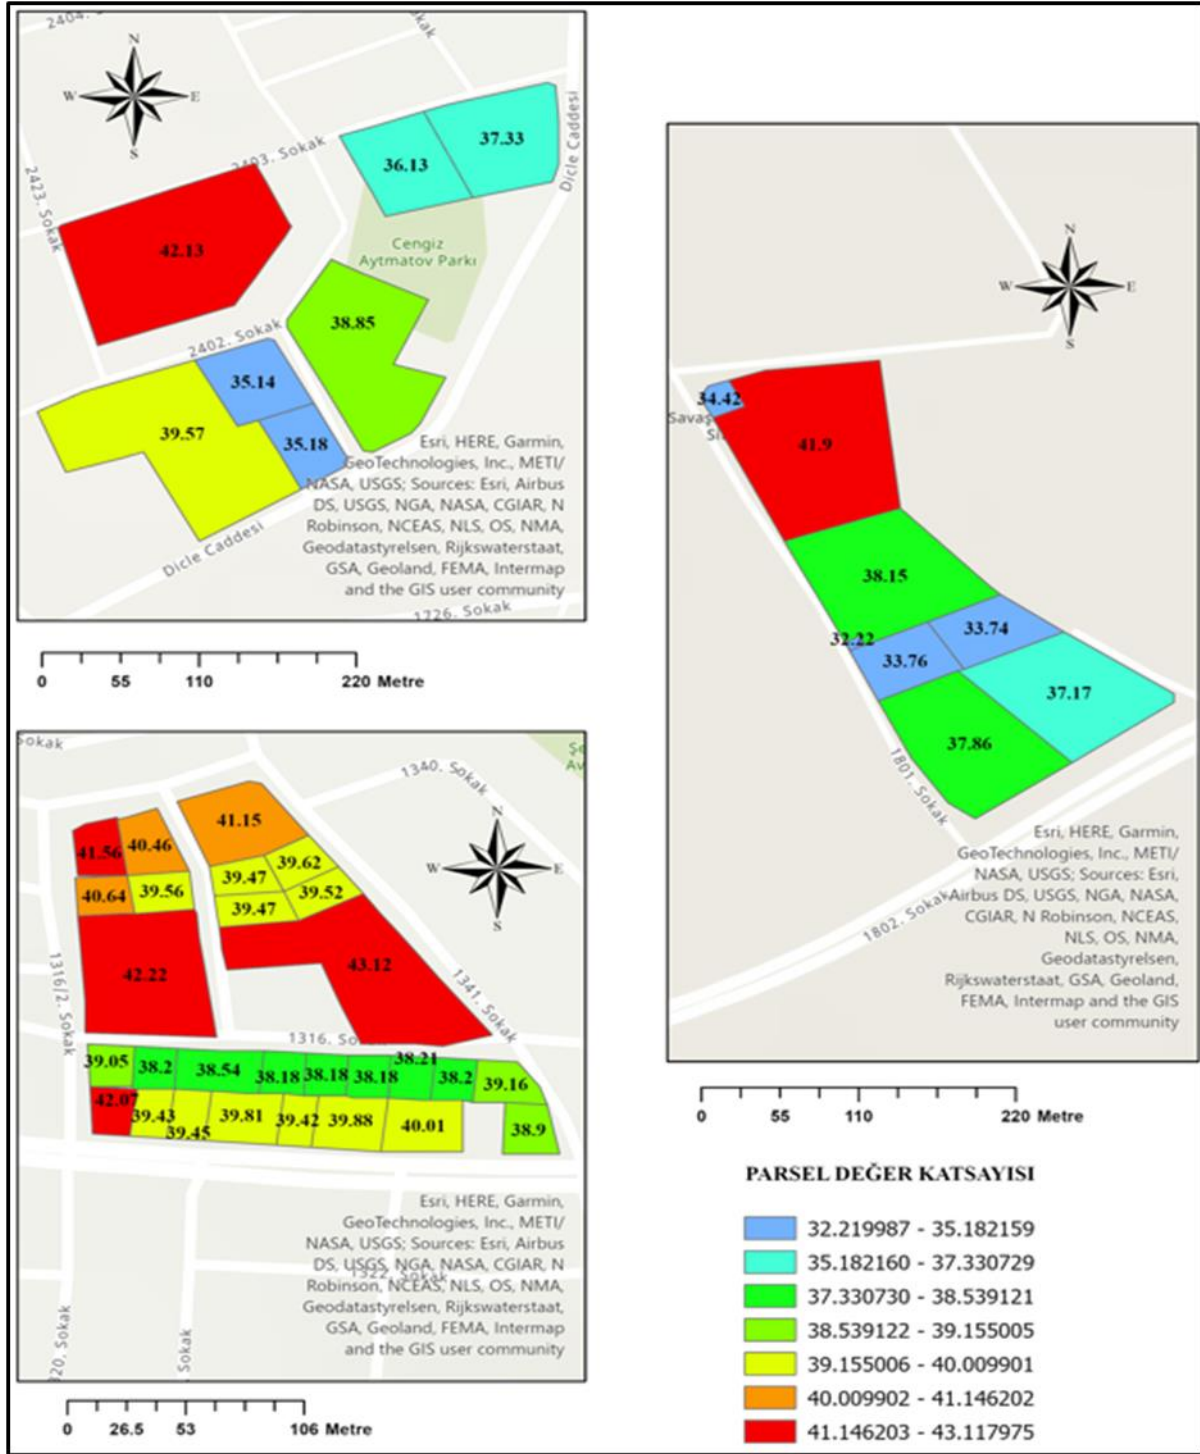 2404. Sokak
N
W
E
S
2403. Sokak
2423. Sokak
Dicle Caddesi
36.13
37.33
42.13
Cengiz
Aytmatov Parkı
38.85
2402. Sokak
35.14
39.57
35.18
Dicle Caddesi
Esri, HERE, Garmin,
GeoTechnologies, Inc., METI/
NASA, USGS; Sources: Esri, Airbus
DS, USGS, NGA, NASA, CGIAR, N
Robinson, NCEAS, NLS, OS, NMA,
Geodatastyrelsen, Rijkswaterstaat,
GSA, Geoland, FEMA, Intermap
and the GIS user community
1726. Sokak
0 55 110 220 Metre
N
W
E
S
34.42
Savaş
41.9
38.15
32.22
33.76
33.74
37.17
37.86
1801. Sokak
1802. Sokak
Esri, HERE, Garmin,
GeoTechnologies, Inc., METI/
NASA, USGS; Sources: Esri,
Airbus DS, USGS, NGA, NASA,
CGIAR, N Robinson, NCEAS,
NLS, OS, NMA,
Geodatastyrelsen,
Rijkswaterstaat, GSA, Geoland,
FEMA, Intermap and the GIS
user community
0 55 110 220 Metre
Sokak
1340. Sokak
N
W
E
S
41.15
41.56
40.46
39.62
39.47
40.64
39.56
39.52
39.47
42.22
43.12
1316/2. Sokak
1341. Sokak
1316.
39.05
38.2
38.54
38.18
38.18
38.18
38.21
38.2
39.16
42.07
39.43
39.45
39.81
39.42
39.88
40.01
38.9
Esri, HERE, Garmin,
GeoTechnologies, Inc., METI/
NASA, USGS; Sources: Esri, Airbus
DS, USGS, NGA, NASA, CGIAR, N
Robinson, NCEAS, NLS, OS, NMA,
Geodatastyrelsen, Rijkswaterstaat,
GSA, Geoland, FEMA, Intermap
and the GIS user community
1322. Sokak
320. Sokak
Sokak
0 26.5 53 106 Metre
PARSEL DEĞER KATSAYISI
32.219987 - 35.182159
35.182160 - 37.330729
37.330730 - 38.539121
38.539122 - 39.155005
39.155006 - 40.009901
40.009902 - 41.146202
41.146203 - 43.117975